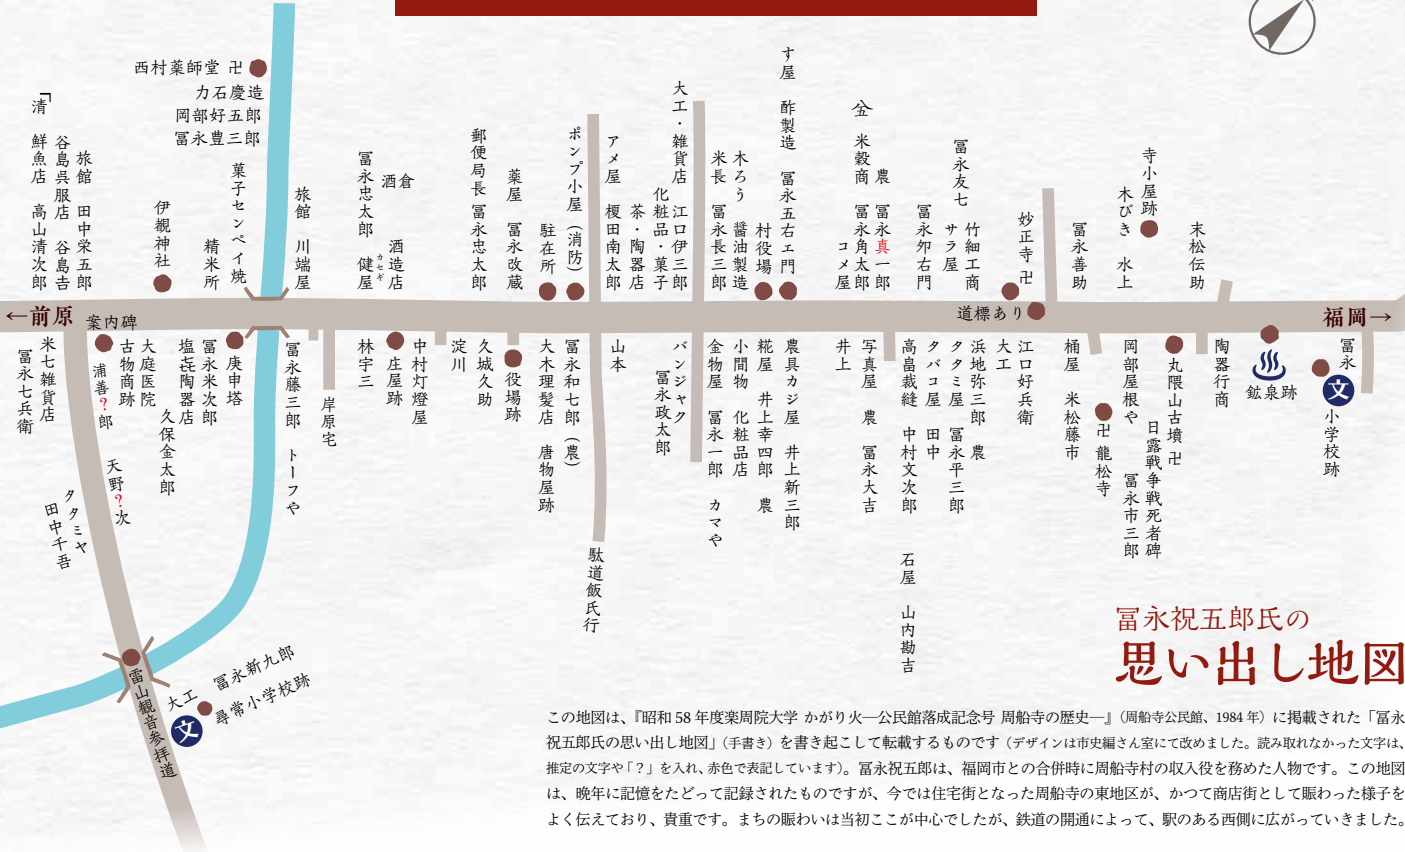 西村薬師堂 卍
力石慶造
岡部好五郎
冨永豊三郎
「清 鮮魚店 高山清次郎
谷島呉服店 谷島吉
旅館 田中栄五郎
伊覩神社
精米所
菓子センベイ焼
旅館 川端屋
冨永忠太郎 健屋
カセギ
酒倉
酒造店
郵便局長 冨永忠太郎
薬屋 冨永改蔵
駐在所
ポンプ小屋(消防)
アメ屋 榎田南太郎
茶・陶器店
化粧品・菓子
大工・雑貨店 江口伊三郎
米長 冨永長三郎
木ろう 醤油製造
村役場
す屋 酢製造 冨永五右エ門
コメ屋
米穀商 冨永角太郎
農 冨永真一郎
冨永卯右門
冨永友七 サラ屋
竹細工商
妙正寺 卍
道標あり
冨永善助
木びき 水上
寺小屋跡
末松伝助
←前原
福岡→
案内碑
米七雑貨店
冨永七兵衛
浦善?郎
古物商跡
大庭医院
久保金太郎
塩㐂陶器店
冨永米次郎
庚申塔
冨永藤三郎 トーフや
岸原宅
林宇三
庄屋跡
中村灯燈屋
淀川
久城久助
役場跡
大木理髪店 唐物屋跡
冨永和七郎(農)
山本
駄道飯氏行
冨永政太郎
バンジャク
金物屋 冨永一郎 カマや
小間物 化粧品店
糀屋 井上幸四郎 農
農具カジ屋 井上新三郎
井上
写真屋 農 冨永大吉
高畠裁縫 中村文次郎
石屋 山内勘吉
タバコ屋 田中
タタミ屋 冨永平三郎
浜地弥三郎 農
大工
江口好兵衛
桶屋 米松藤市
卍 龍松寺
岡部屋根や 冨永市三郎
日露戦争戦死者碑
丸隈山古墳 卍
陶器行商
鉱泉跡
冨永
文
小学校跡
天野?次
タタミヤ
田中千吾
雷山観音参拝道
大工 冨永新九郎
文
尋常小学校跡
冨永祝五郎氏の
思い出し地図
この地図は、『昭和 58 年度楽周院大学 かがり火―公民館落成記念号 周船寺の歴史―』(周船寺公民館、1984 年)に掲載された「冨永
祝五郎氏の思い出し地図」(手書き)を書き起こして転載するものです(デザインは市史編さん室にて改めました。読み取れなかった文字は、
推定の文字や「?」を入れ、赤色で表記しています)。冨永祝五郎は、福岡市との合併時に周船寺村の収入役を務めた人物です。この地図
は、晩年に記憶をたどって記録されたものですが、今では住宅街となった周船寺の東地区が、かつて商店街として賑わった様子を
よく伝えており、貴重です。まちの賑わいは当初ここが中心でしたが、鉄道の開通によって、駅のある西側に広がっていきました。